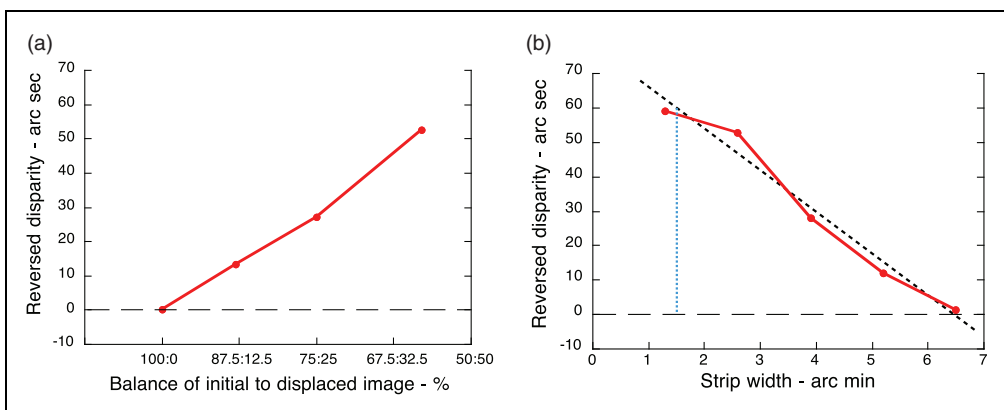 (a)
70
60
50
40
30
20
10
0
-10
Reversed disparity - arc sec
100:0 87.5:12.5 75:25 67.5:32.5 50:50
Balance of initial to displaced image - %
(b)
70
60
50
40
30
20
10
0
-10
Reversed disparity - arc sec
0 1 2 3 4 5 6 7
Strip width - arc min